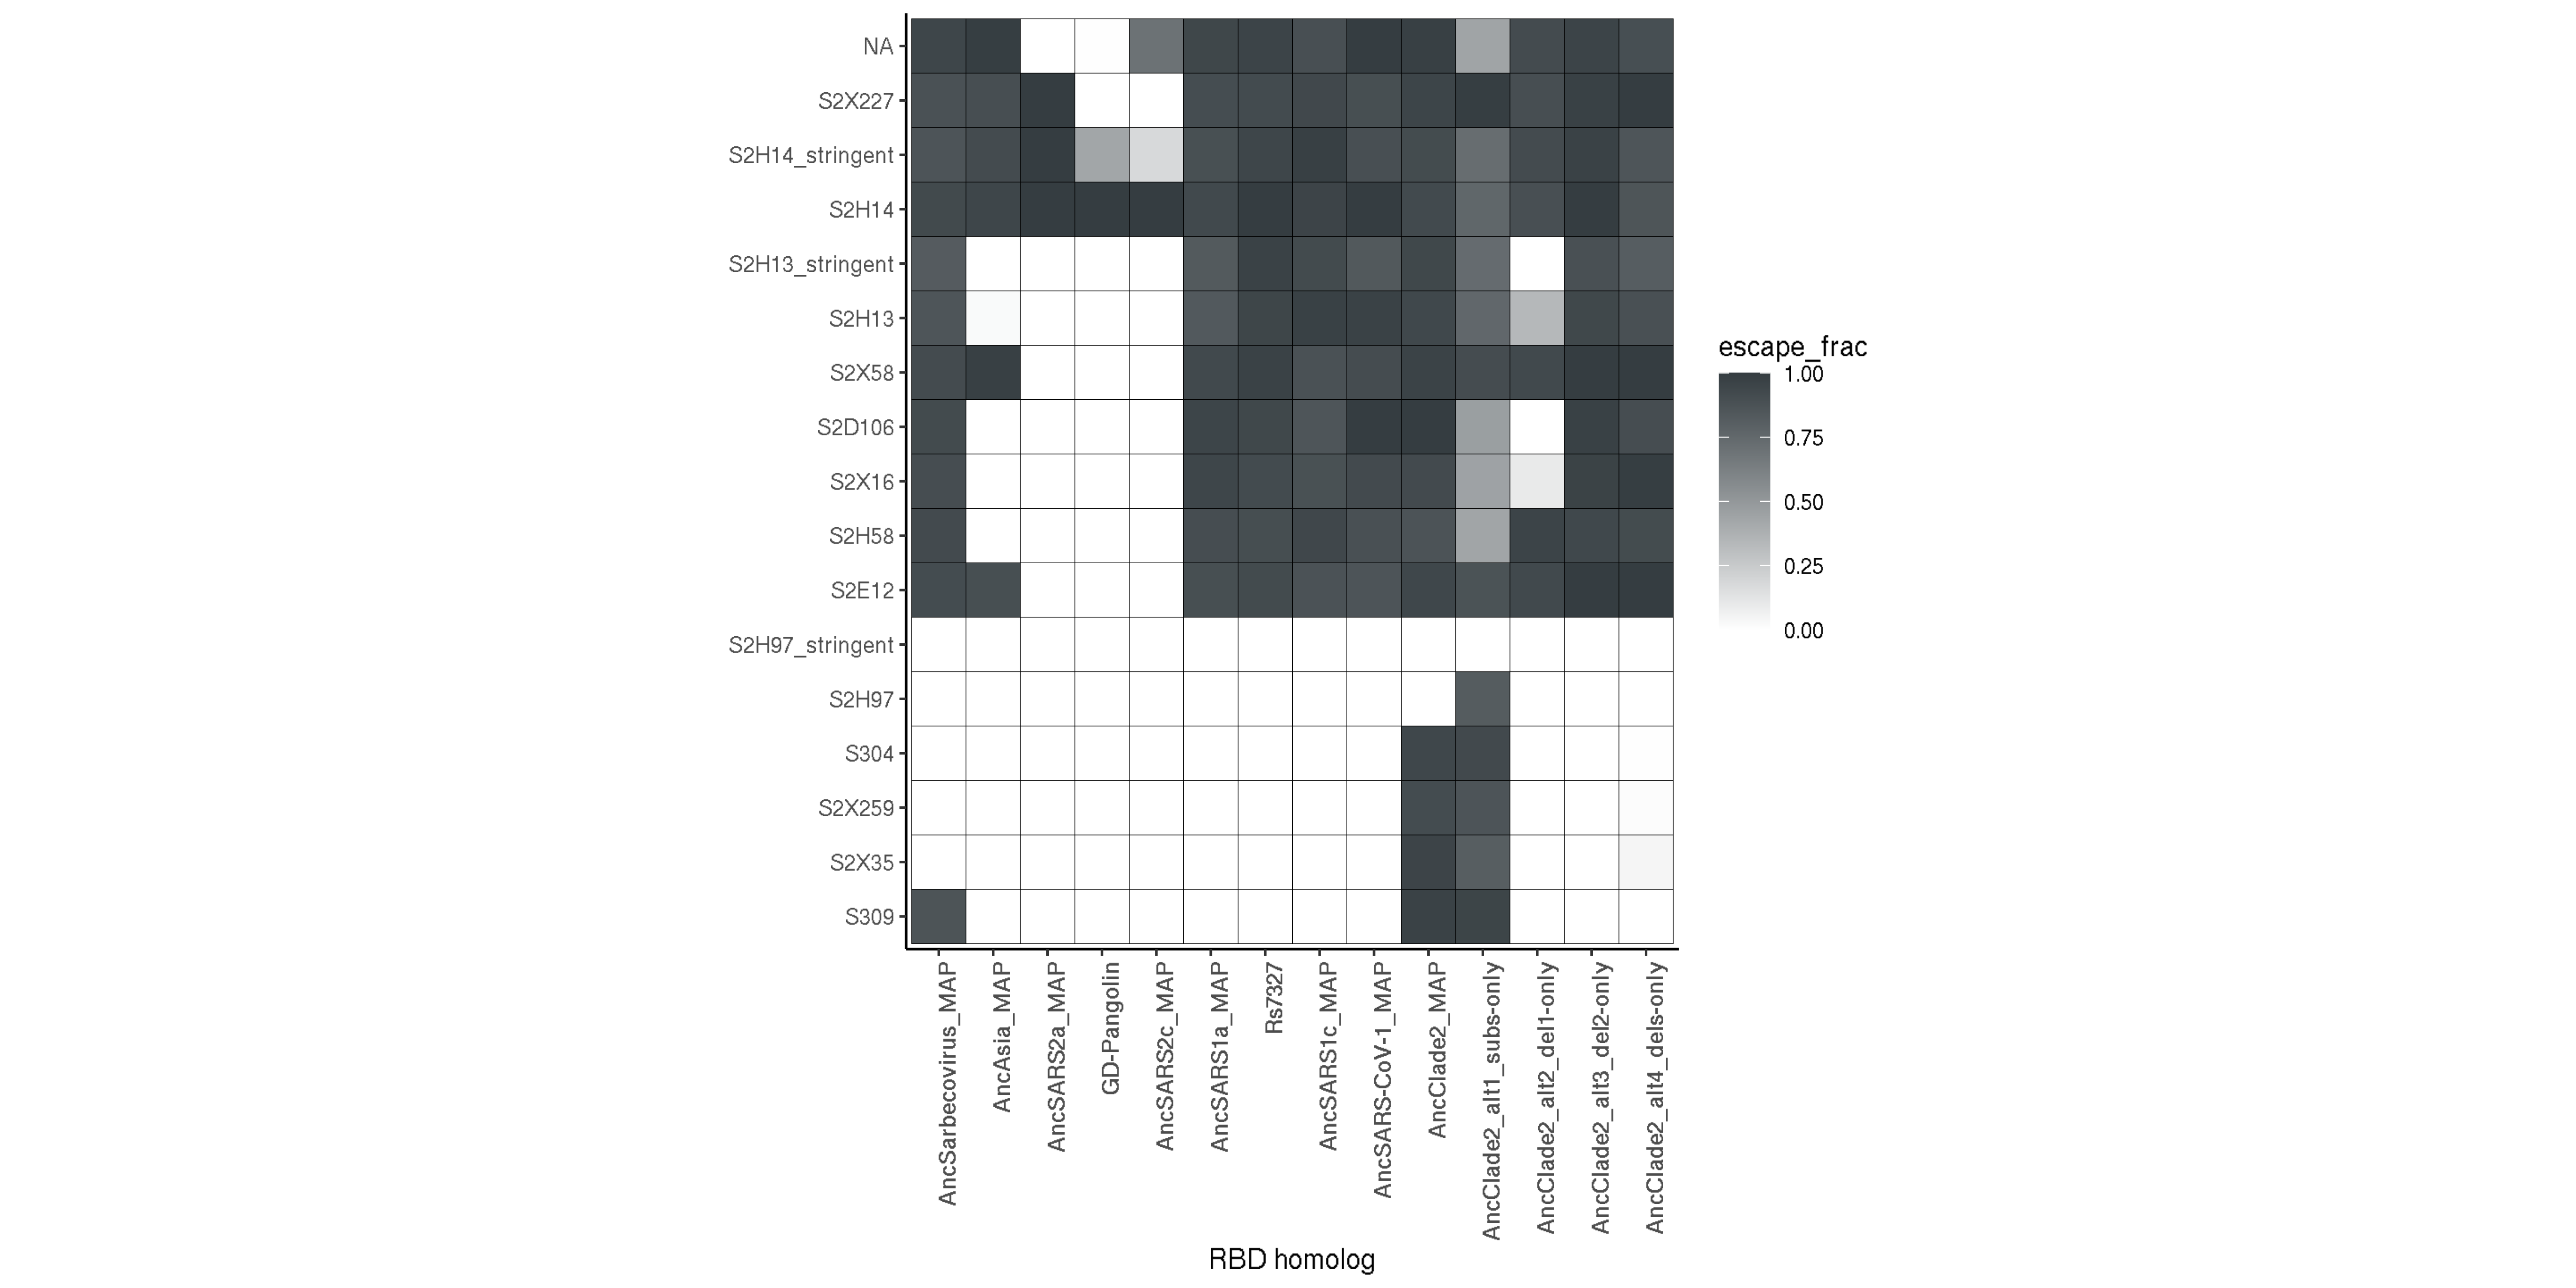 NA
S2X227
S2H14_stringent
S2H14
S2H13_stringent
S2H13
S2X58
S2D106
S2X16
S2H58
S2E12
S2H97_stringent
S2H97
S304
S2X259
S2X35
S309
AncSarbecovirus_MAP
AncAsia_MAP
AncSARS2a_MAP
GD-Pangolin
AncSARS2c_MAP
AncSARS1a_MAP
Rs7327
AncSARS1c_MAP
AncSARS-CoV-1_MAP
AncClade2_MAP
AncClade2_alt1_subs-only
AncClade2_alt2_del1-only
AncClade2_alt3_del2-only
AncClade2_alt4_dels-only
RBD homolog
escape_frac
1.00
0.75
0.50
0.25
0.00